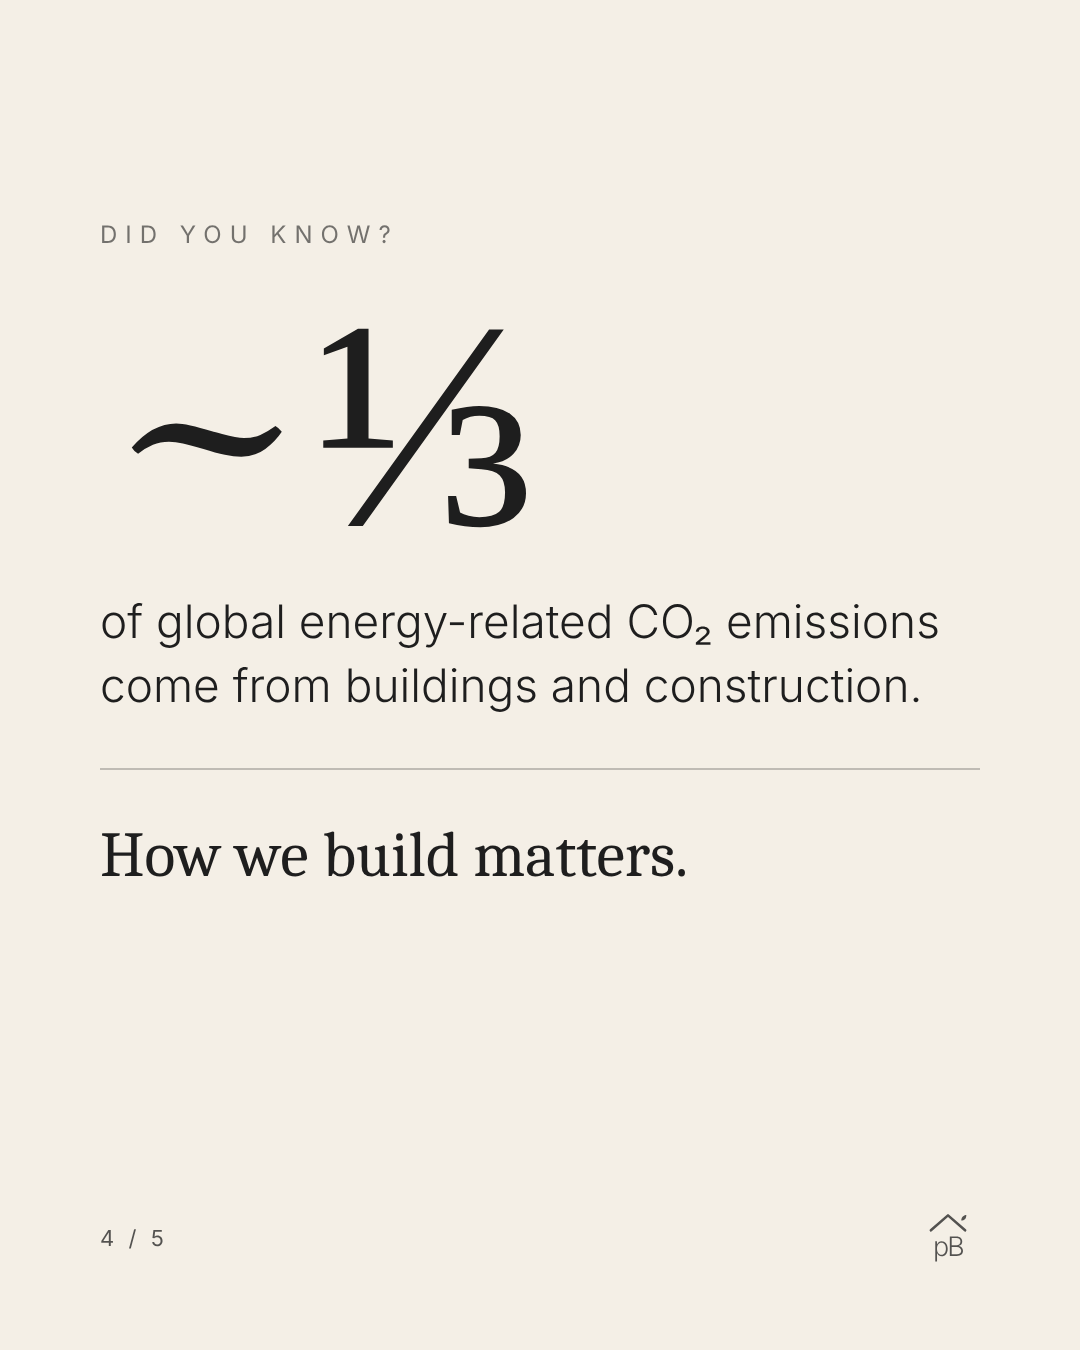 DID YOU KNOW?
~⅓
of global energy-related CO₂ emissions
come from buildings and construction.
How we build matters.
4 / 5
pB